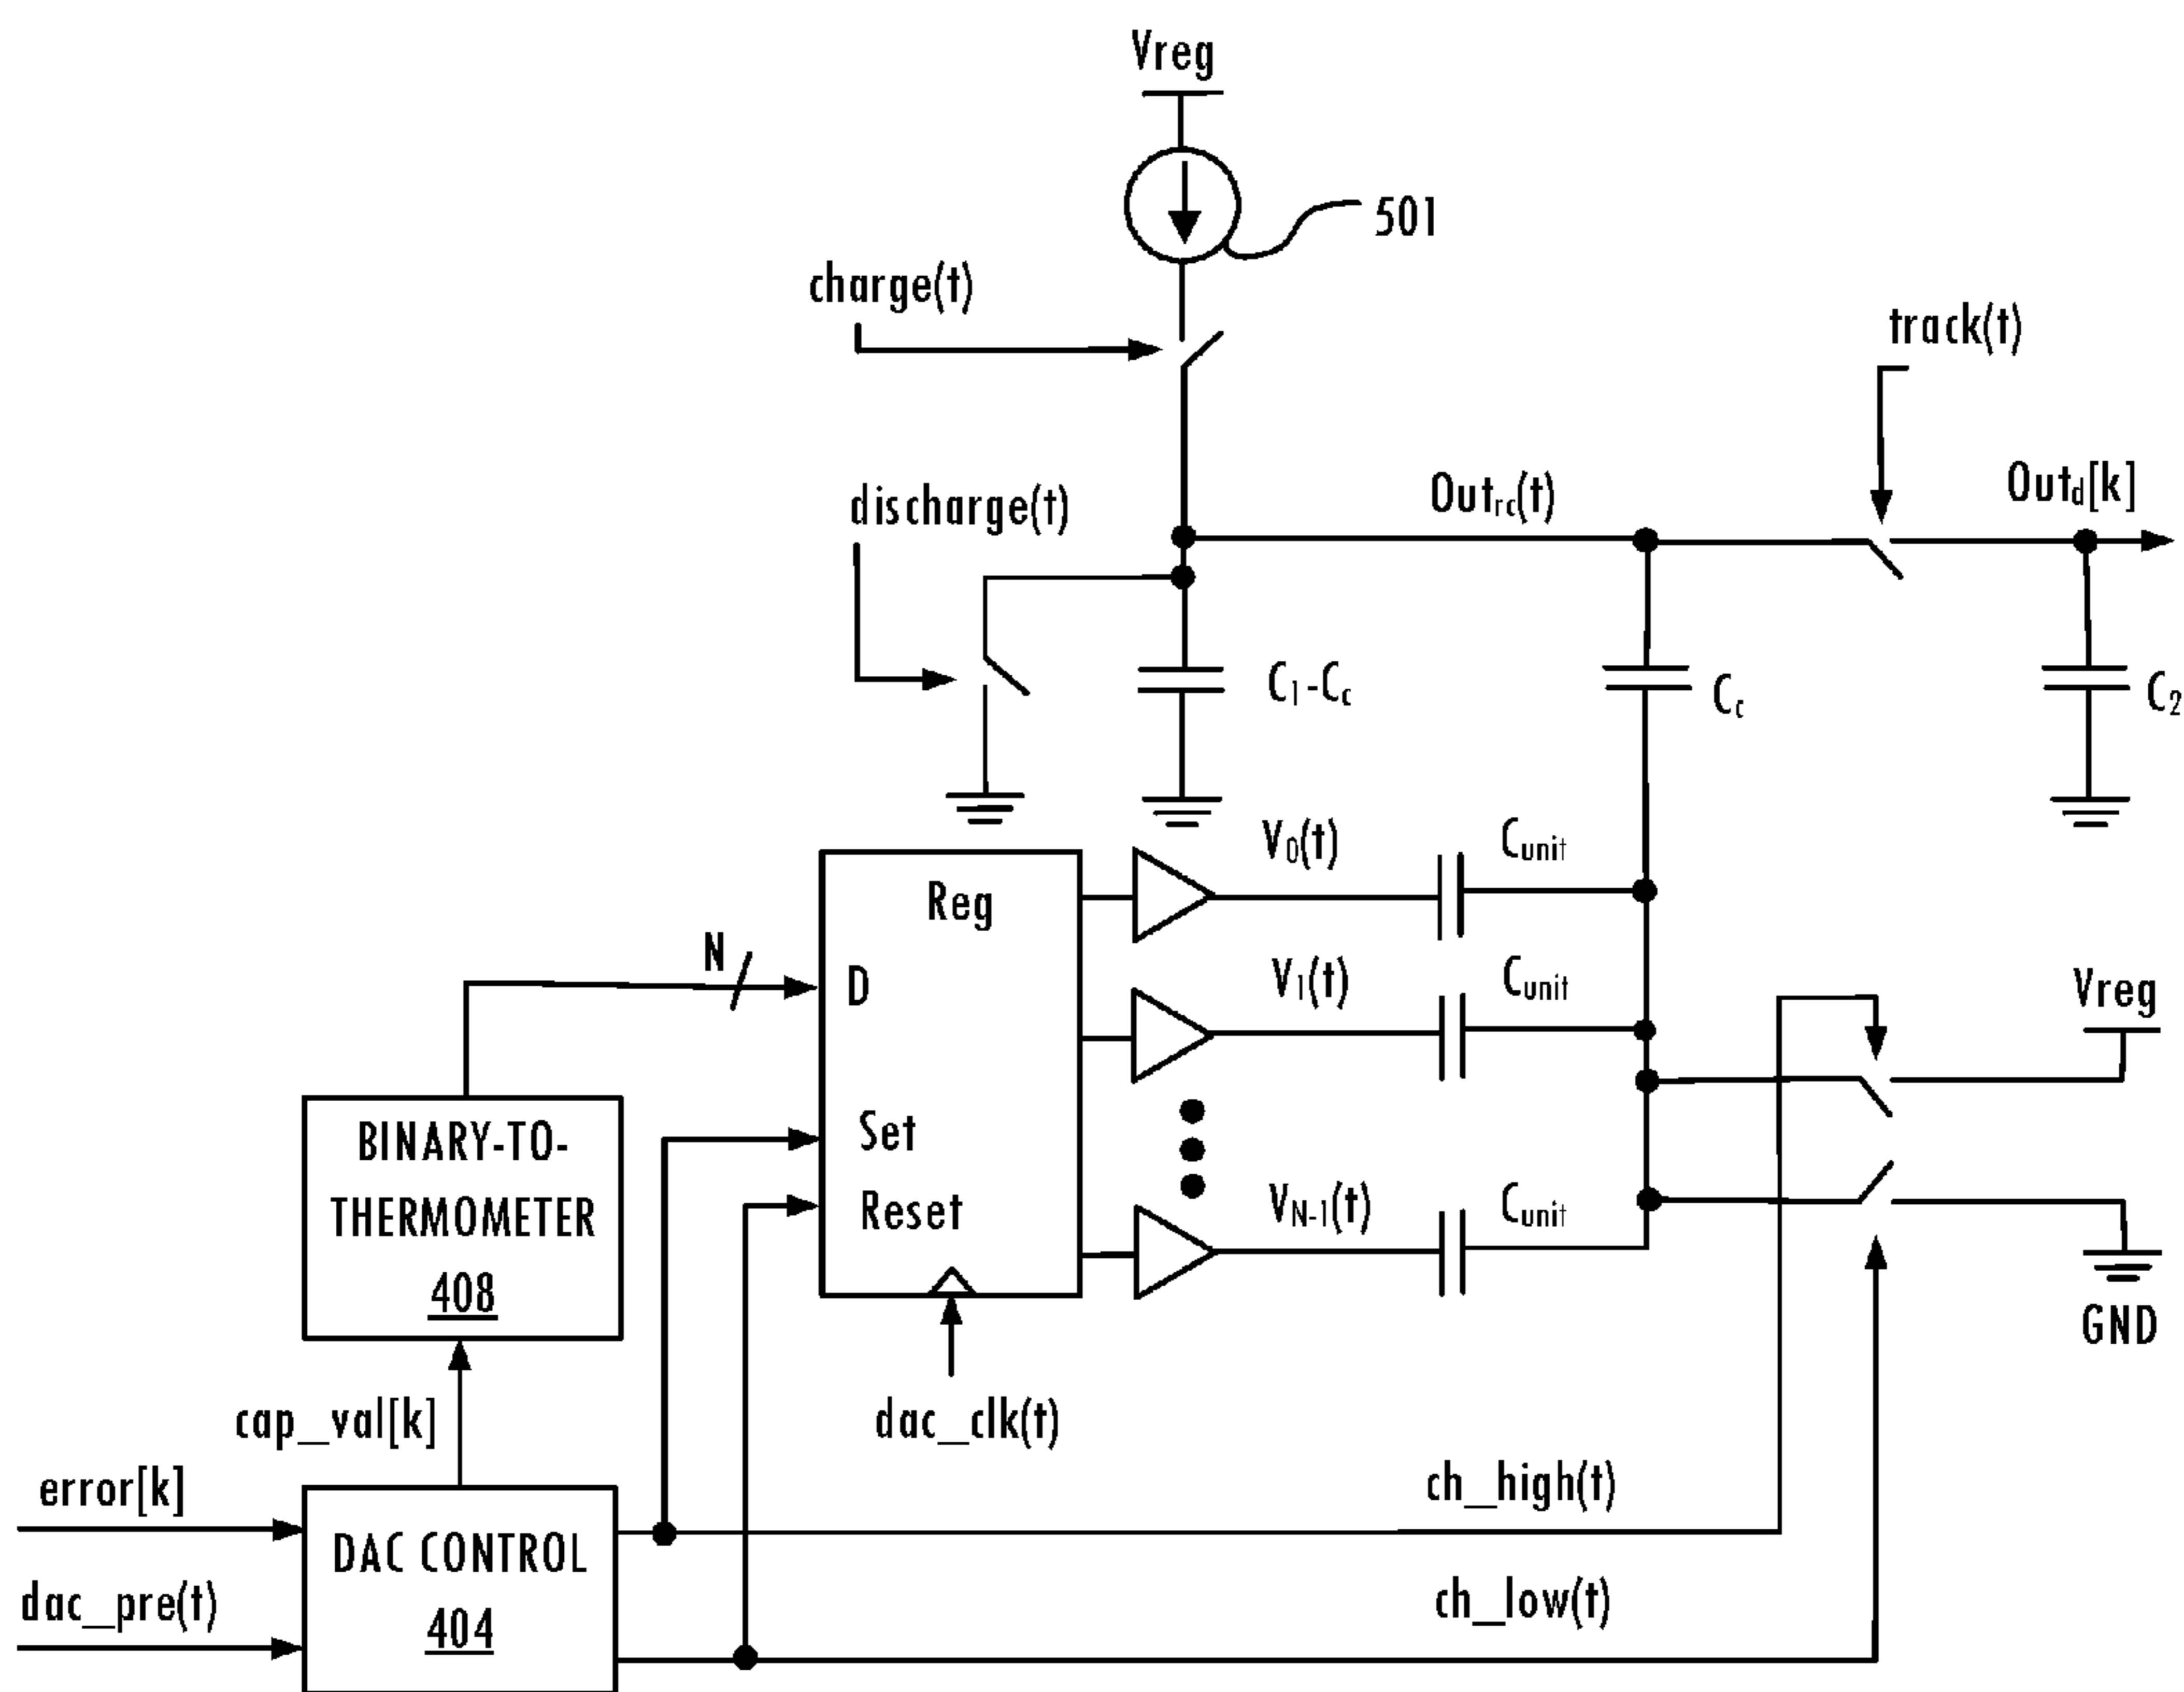 Vreg
501
charge(t)
track(t)
discharge(t)
Outrc(t)
Outd[k]
C1-Cc
Cc
C2
V0(t)
Cunit
Reg
N
D
V1(t)
Cunit
Vreg
BINARY-TO-
THERMOMETER
408
Set
Reset
VN-1(t)
Cunit
GND
cap_val[k]
dac_clk(t)
error[k]
ch_high(t)
DAC CONTROL
404
dac_pre(t)
ch_low(t)